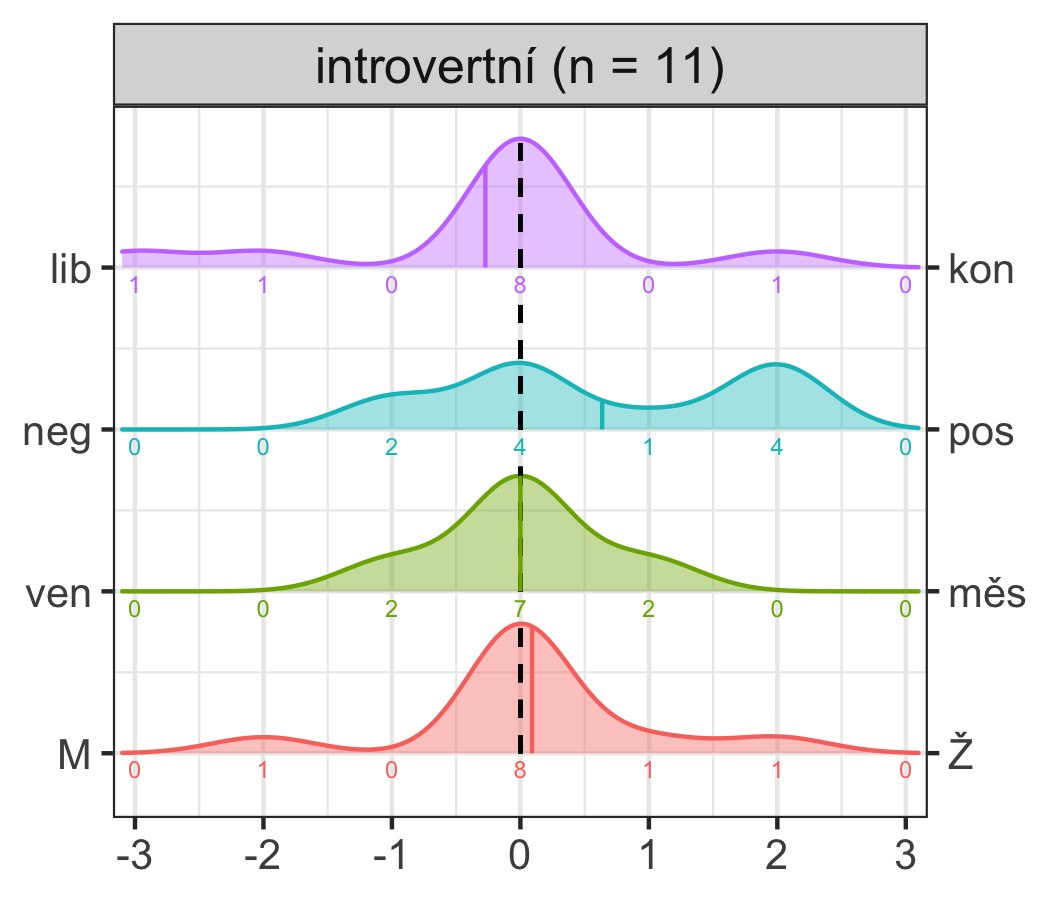 introvertní (n = 11)
lib kon
1 1 0 8 0 1 0
neg pos
0 0 2 4 1 4 0
ven měs
0 0 2 7 2 0 0
M Ž
0 1 0 8 1 1 0
-3 -2 -1 0 1 2 3